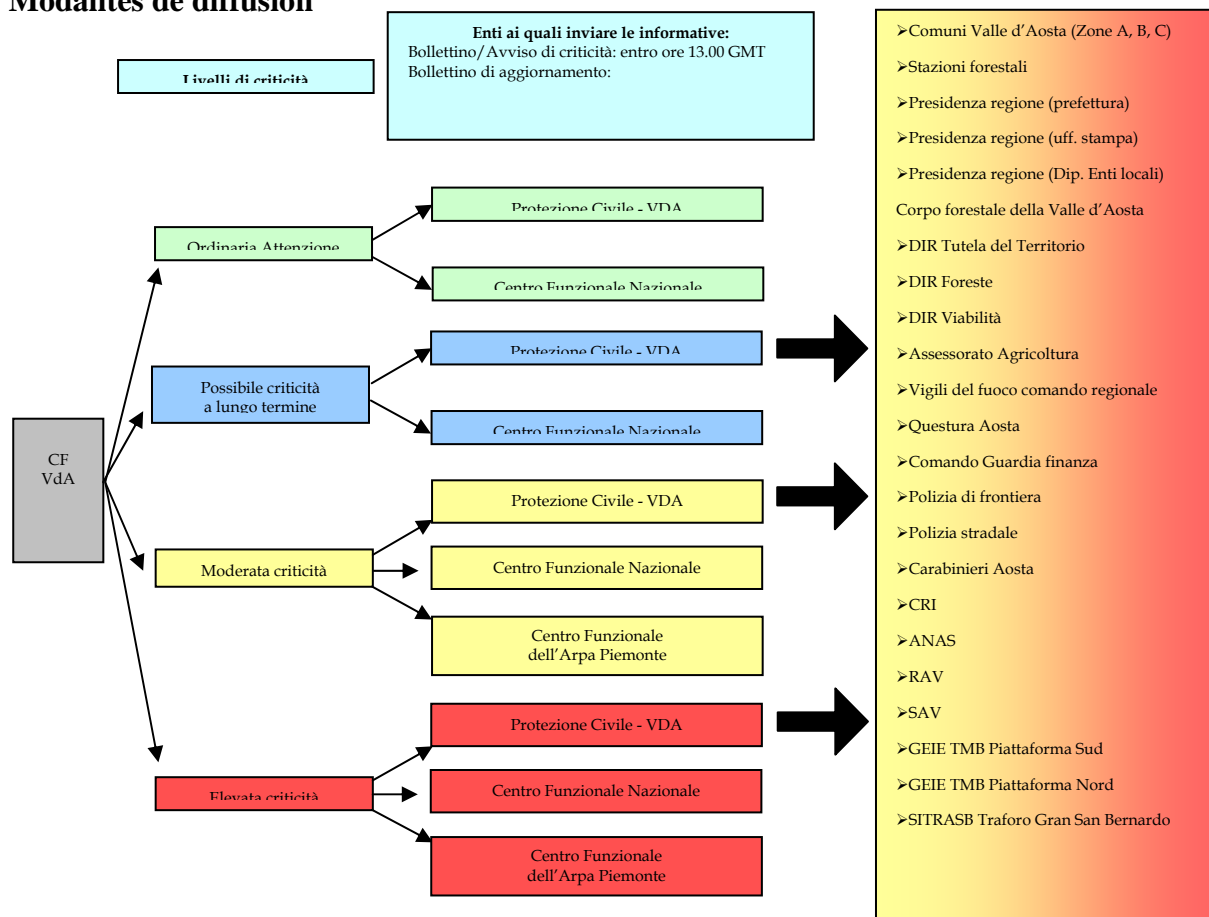 Modalités de diffusion
Enti ai quali inviare le informative:
Bollettino/Avviso di criticità: entro ore 13.00 GMT
Bollettino di aggiornamento:
Livelli di criticità
Protezione Civile - VDA
Ordinaria Attenzione
Centro Funzionale Nazionale
Protezione Civile - VDA
Possibile criticità
a lungo termine
Centro Funzionale Nazionale
CF
VdA
Protezione Civile - VDA
Moderata criticità
Centro Funzionale Nazionale
Centro Funzionale
dell'Arpa Piemonte
Protezione Civile - VDA
Elevata criticità
Centro Funzionale Nazionale
Centro Funzionale
dell'Arpa Piemonte
➢Comuni Valle d'Aosta (Zone A, B, C)
➢Stazioni forestali
➢Presidenza regione (prefettura)
➢Presidenza regione (uff. stampa)
➢Presidenza regione (Dip. Enti locali)
Corpo forestale della Valle d'Aosta
➢DIR Tutela del Territorio
➢DIR Foreste
➢DIR Viabilità
➢Assessorato Agricoltura
➢Vigili del fuoco comando regionale
➢Questura Aosta
➢Comando Guardia finanza
➢Polizia di frontiera
➢Polizia stradale
➢Carabinieri Aosta
➢CRI
➢ANAS
➢RAV
➢SAV
➢GEIE TMB Piattaforma Sud
➢GEIE TMB Piattaforma Nord
➢SITRASB Traforo Gran San Bernardo